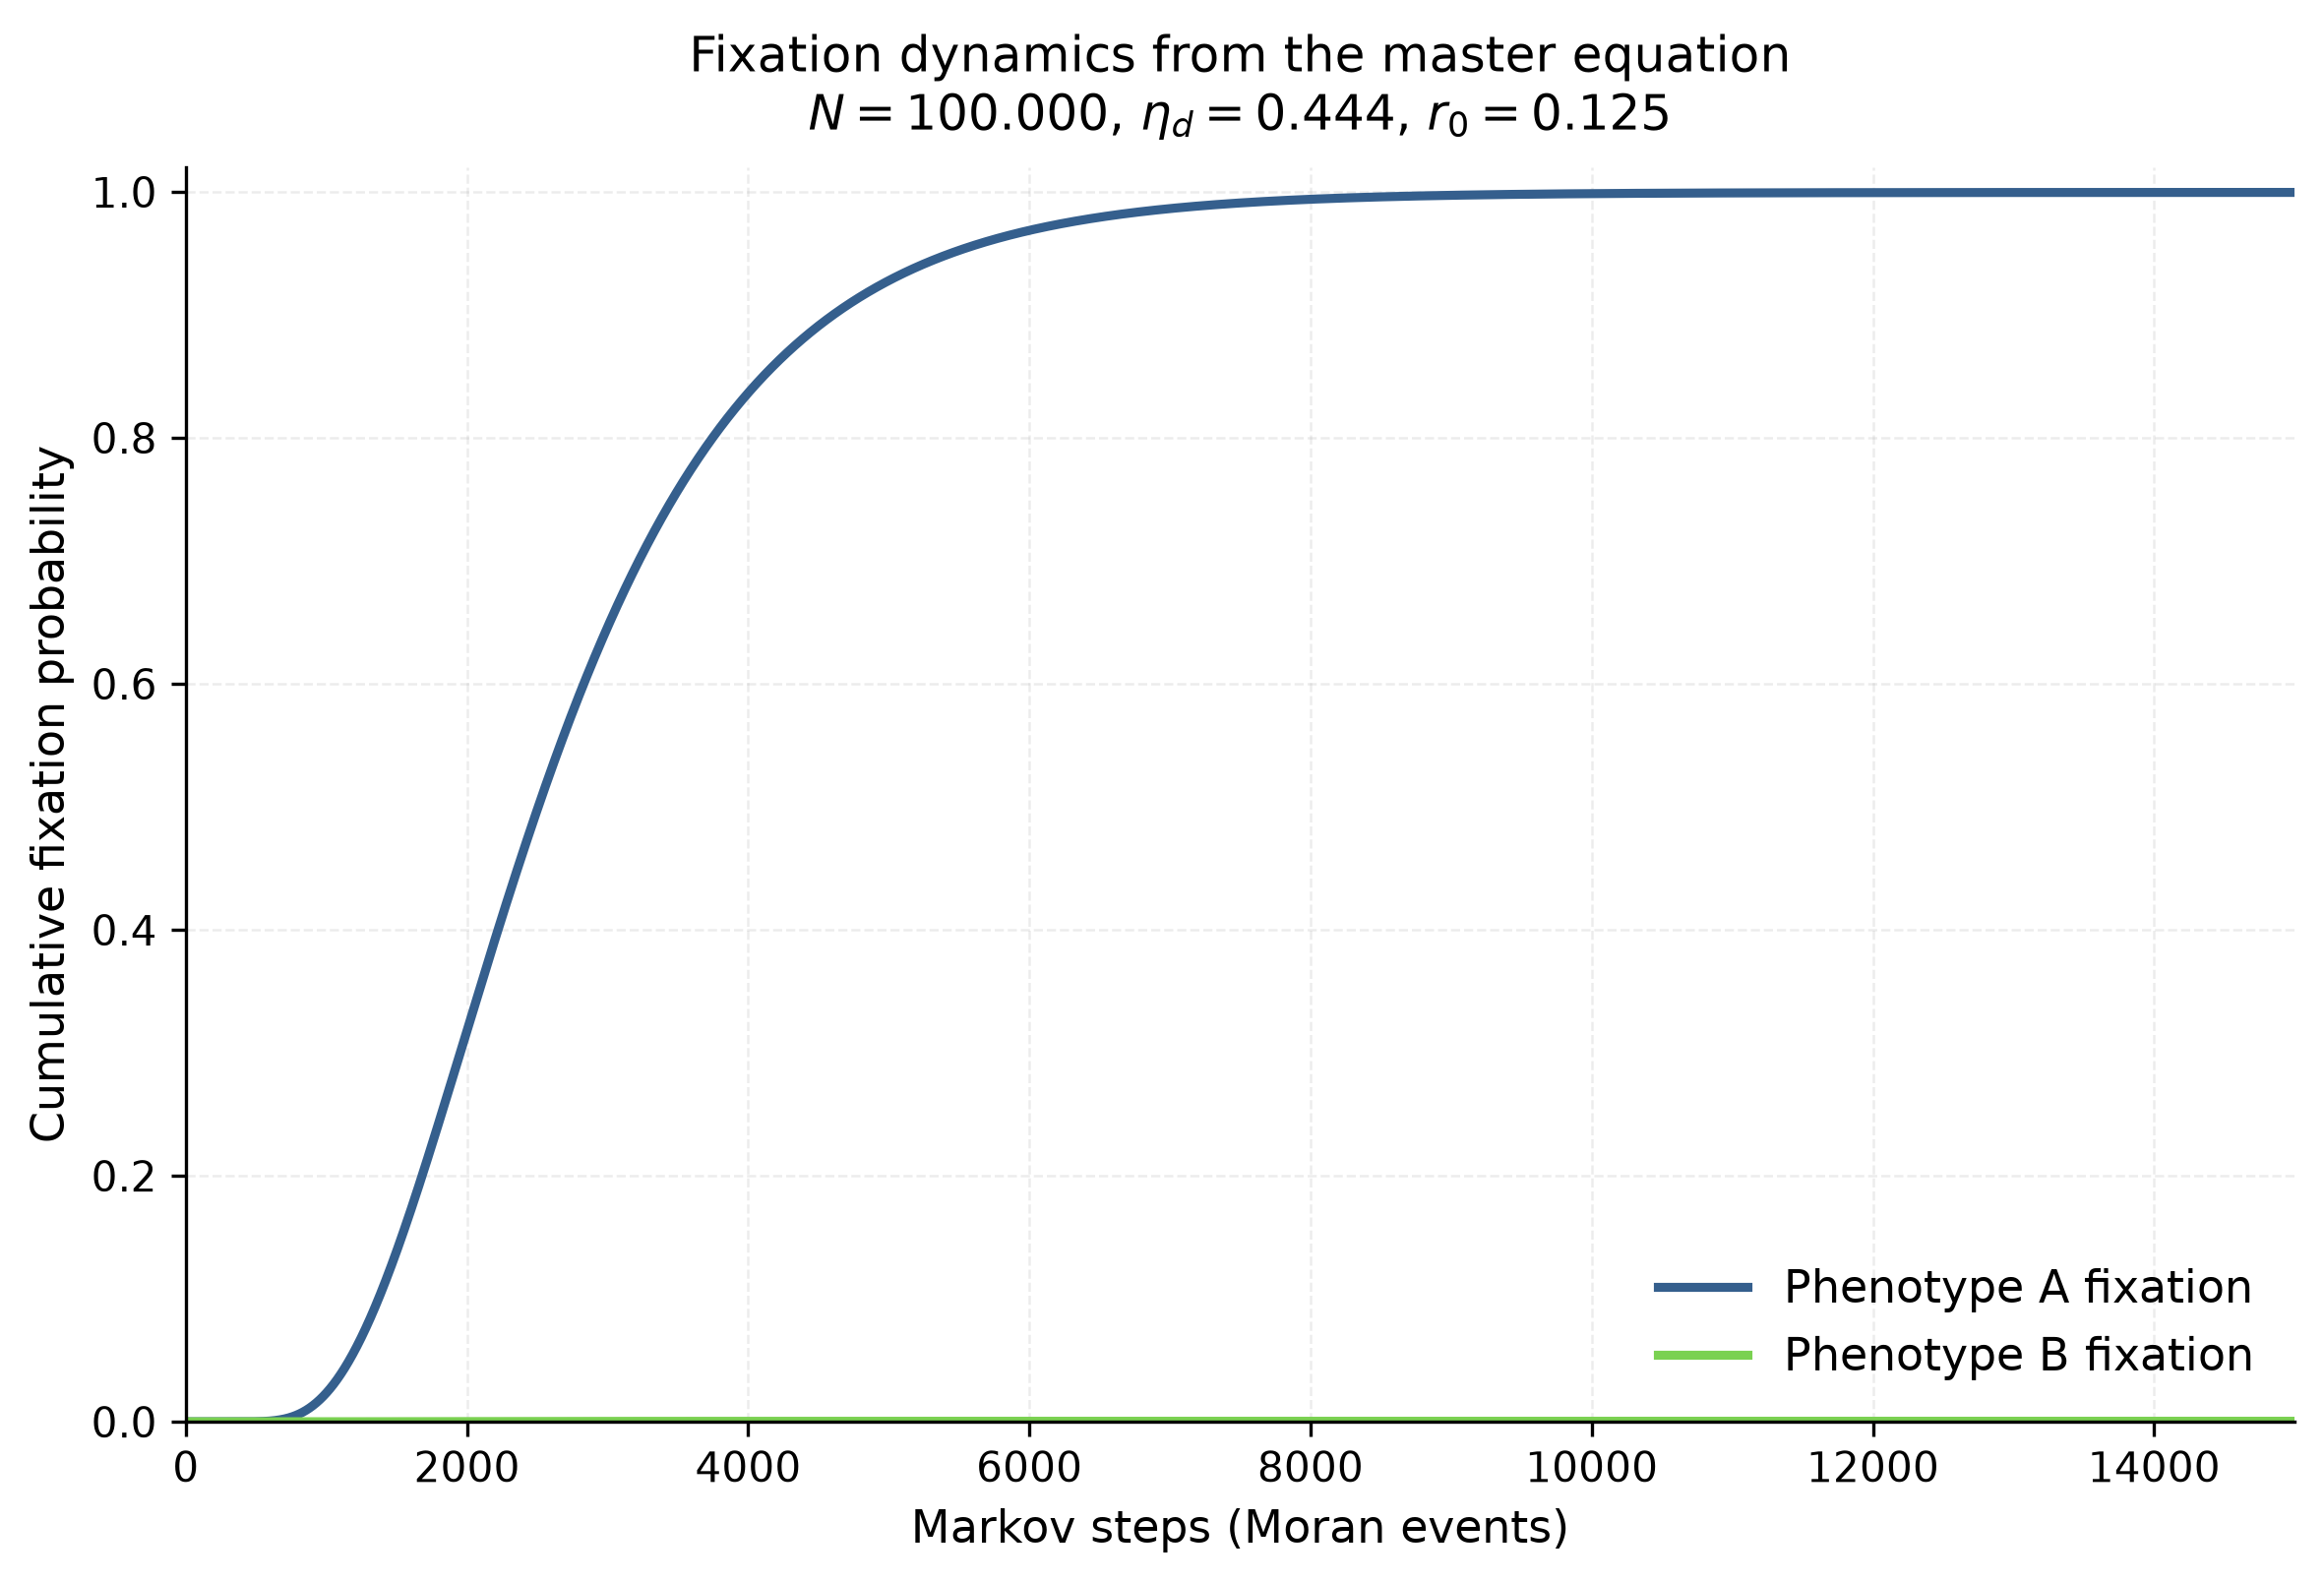 Fixation dynamics from the master equation
N = 100.000, η_d = 0.444, r_0 = 0.125
Cumulative fixation probability
1.0
0.8
0.6
0.4
0.2
0.0
0 2000 4000 6000 8000 10000 12000 14000
Markov steps (Moran events)
Phenotype A fixation
Phenotype B fixation